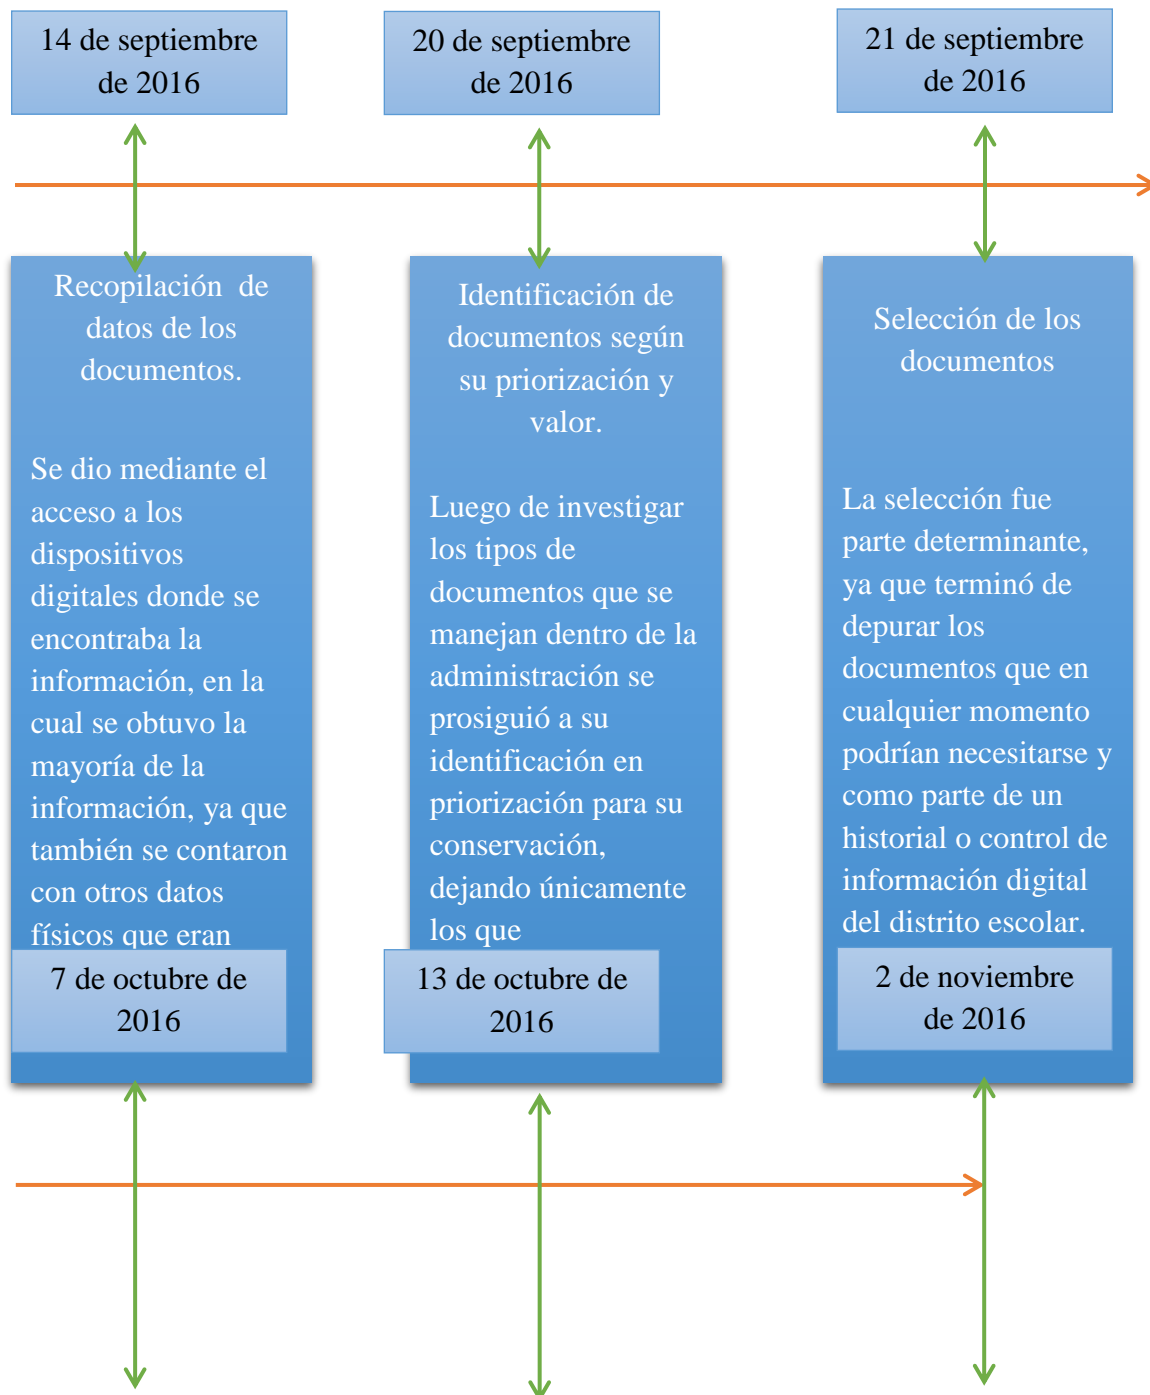 14 de septiembre
de 2016
20 de septiembre
de 2016
21 de septiembre
de 2016
Recopilación  de
datos de los
documentos.
Se dio mediante el
acceso a los
dispositivos
digitales donde se
encontraba la
información, en la
cual se obtuvo la
mayoría de la
información, ya que
también se contaron
con otros datos
físicos que eran
Identificación de
documentos según
su priorización y
valor.
Luego de investigar
los tipos de
documentos que se
manejan dentro de la
administración se
prosiguió a su
identificación en
priorización para su
conservación,
dejando únicamente
los que
Selección de los
documentos
La selección fue
parte determinante,
ya que terminó de
depurar los
documentos que en
cualquier momento
podrían necesitarse y
como parte de un
historial o control de
información digital
del distrito escolar.
7 de octubre de
2016
13 de octubre de
2016
2 de noviembre
de 2016